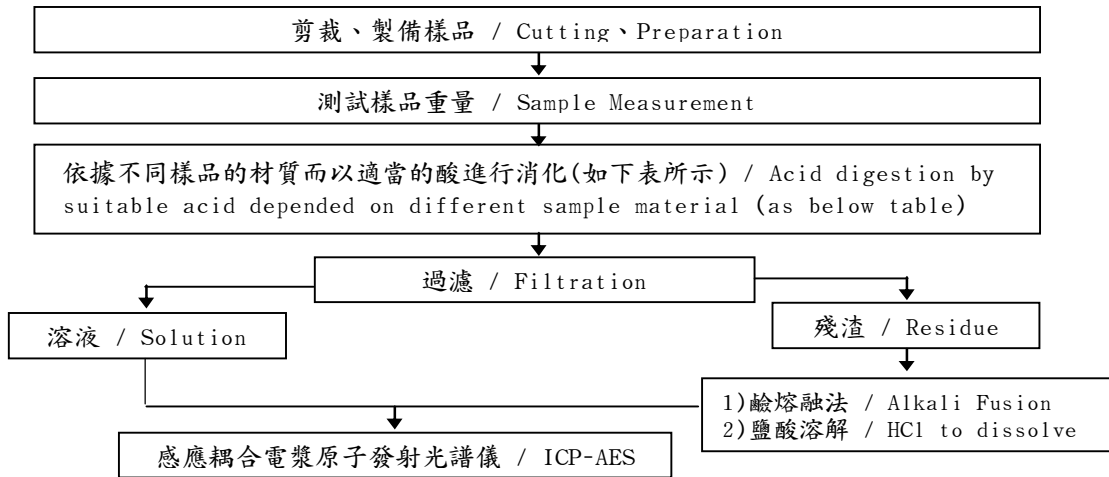 剪裁、製備樣品 / Cutting、Preparation
測試樣品重量 / Sample Measurement
依據不同樣品的材質而以適當的酸進行消化(如下表所示) / Acid digestion by
suitable acid depended on different sample material (as below table)
過濾 / Filtration
溶液 / Solution
殘渣 / Residue
1)鹼熔融法 / Alkali Fusion
2)鹽酸溶解 / HCl to dissolve
感應耦合電漿原子發射光譜儀 / ICP-AES